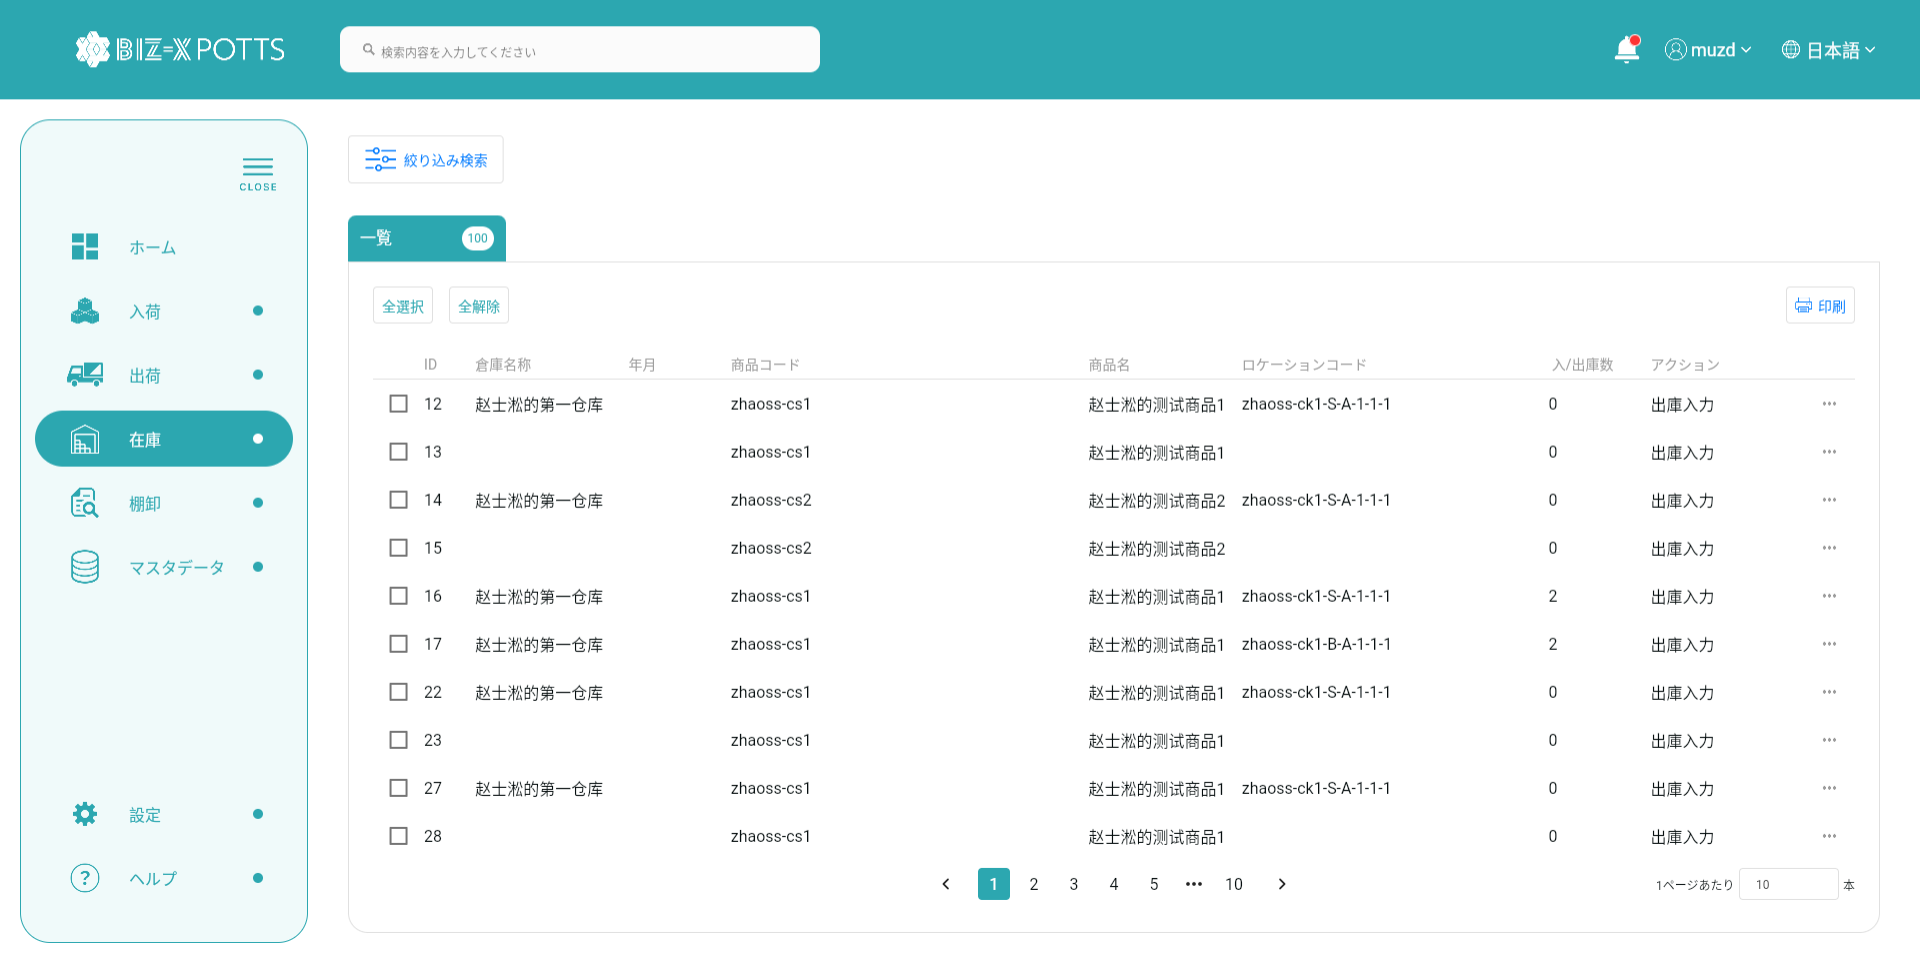 BIZ=X POTTS
検索内容を入力してください
muzd
日本語
CLOSE
ホーム
入荷
出荷
在庫
棚卸
マスタデータ
設定
ヘルプ
絞り込み検索
一覧 100
全選択 全解除 印刷
ID 倉庫名称 年月 商品コード 商品名 ロケーションコード 入/出庫数 アクション
12 赵士淞的第一仓库 zhaoss-cs1 赵士淞的测试商品1 zhaoss-ck1-S-A-1-1-1 0 出庫入力 •••
13 zhaoss-cs1 赵士淞的测试商品1 0 出庫入力 •••
14 赵士淞的第一仓库 zhaoss-cs2 赵士淞的测试商品2 zhaoss-ck1-S-A-1-1-1 0 出庫入力 •••
15 zhaoss-cs2 赵士淞的测试商品2 0 出庫入力 •••
16 赵士淞的第一仓库 zhaoss-cs1 赵士淞的测试商品1 zhaoss-ck1-S-A-1-1-1 2 出庫入力 •••
17 赵士淞的第一仓库 zhaoss-cs1 赵士淞的测试商品1 zhaoss-ck1-B-A-1-1-1 2 出庫入力 •••
22 赵士淞的第一仓库 zhaoss-cs1 赵士淞的测试商品1 zhaoss-ck1-S-A-1-1-1 0 出庫入力 •••
23 zhaoss-cs1 赵士淞的测试商品1 0 出庫入力 •••
27 赵士淞的第一仓库 zhaoss-cs1 赵士淞的测试商品1 zhaoss-ck1-S-A-1-1-1 0 出庫入力 •••
28 zhaoss-cs1 赵士淞的测试商品1 0 出庫入力 •••
1 2 3 4 5 ••• 10
1ページあたり 10 本